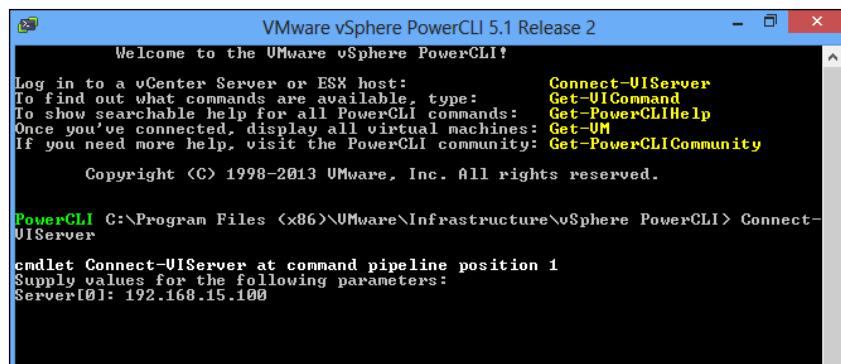 VMware vSphere PowerCLI 5.1 Release 2
Welcome to the VMware vSphere PowerCLI!
Log in to a vCenter Server or ESX host: Connect-VIServer
To find out what commands are available, type: Get-VICommand
To show searchable help for all PowerCLI commands: Get-PowerCLIHelp
Once you've connected, display all virtual machines: Get-VM
If you need more help, visit the PowerCLI community: Get-PowerCLICommunity
Copyright (C) 1998-2013 VMware, Inc. All rights reserved.
PowerCLI C:\Program Files (x86)\VMware\Infrastructure\vSphere PowerCLI> Connect-
VIServer
cmdlet Connect-VIServer at command pipeline position 1
Supply values for the following parameters:
Server[0]: 192.168.15.100